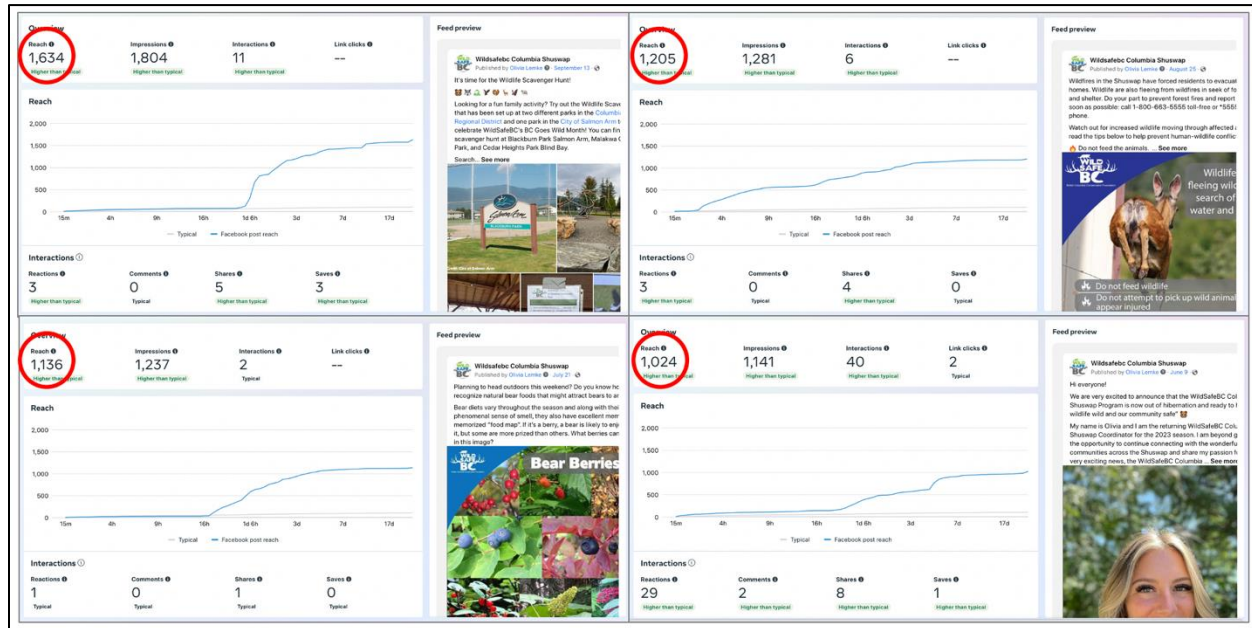 Overview
Reach Impressions Interactions Link clicks
1,634 1,804 11 --
Higher than typical Higher than typical Higher than typical
Reach
2,000
1,500
1,000
500
0
15m 4h 9h 16h 1d 6h 3d 7d 17d
Typical Facebook post reach
Interactions
Reactions Comments Shares Saves
3 0 5 3
Higher than typical Typical Higher than typical Higher than typical
Feed preview
Wildsafebc Columbia Shuswap
Published by Olivia Lemke · September 13 ·
It's time for the Wildlife Scavenger Hunt!
Looking for a fun family activity? Try out the Wildlife Scave
that has been set up at two different parks in the Columbi
Regional District and one park in the City of Salmon Arm t
celebrate WildSafeBC's BC Goes Wild Month! You can fin
scavenger hunt at Blackburn Park Salmon Arm, Malakwa C
Park, and Cedar Heights Park Blind Bay.
Search... See more
Salmon Arm
BLACKBURN PARK
Overview
Reach Impressions Interactions Link clicks
1,205 1,281 6 --
Higher than typical Higher than typical Higher than typical
Reach
2,000
1,500
1,000
500
0
15m 4h 9h 16h 1d 6h 3d 7d 17d
Typical Facebook post reach
Interactions
Reactions Comments Shares Saves
3 0 4 0
Higher than typical Typical Higher than typical Typical
Feed preview
Wildsafebc Columbia Shuswap
Published by Olivia Lemke · August 25 ·
Wildfires in the Shuswap have forced residents to evacuat
homes. Wildlife are also fleeing from wildfires in seek of fo
and shelter. Do your part to prevent forest fires and report
soon as possible: call 1-800-663-5555 toll-free or *5555
phone.
Watch out for increased wildlife moving through affected a
read the tips below to help prevent human-wildlife conflic
Do not feed the animals. ... See more
WILD
SAFE
BC
Wildlife
fleeing wild
search of
water and
Do not feed wildlife
Do not attempt to pick up wild animal
appear injured
Overview
Reach Impressions Interactions Link clicks
1,136 1,237 2 --
Higher than typical Higher than typical Typical
Reach
2,000
1,500
1,000
500
0
15m 4h 9h 16h 1d 6h 3d 7d 17d
Typical Facebook post reach
Interactions
Reactions Comments Shares Saves
1 0 1 0
Typical Typical Typical Typical
Feed preview
Wildsafebc Columbia Shuswap
Published by Olivia Lemke · July 21 ·
Planning to head outdoors this weekend? Do you know ho
recognize natural bear foods that might attract bears to ar
Bear diets vary throughout the season and along with thei
phenomenal sense of smell, they also have excellent mem
memorized "food map". If it's a berry, a bear is likely to enj
it, but some are more prized than others. What berries can
in this image?
BC
Bear Berries
Overview
Reach Impressions Interactions Link clicks
1,024 1,141 40 2
Higher than typical Higher than typical Higher than typical Typical
Reach
2,000
1,500
1,000
500
0
15m 4h 9h 16h 1d 6h 3d 7d 17d
Typical Facebook post reach
Interactions
Reactions Comments Shares Saves
29 2 8 1
Higher than typical Higher than typical Higher than typical Higher than typical
Feed preview
Wildsafebc Columbia Shuswap
Published by Olivia Lemke · June 9 ·
Hi everyone!
We are very excited to announce that the WildSafeBC Col
Shuswap Program is now out of hibernation and ready to k
wildlife wild and our community safe"
My name is Olivia and I am the returning WildSafeBC Colu
Shuswap Coordinator for the 2023 season. I am beyond g
the opportunity to continue connecting with the wonderfu
communities across the Shuswap and share my passion f
very exciting news, the WildSafeBC Columbia ... See more